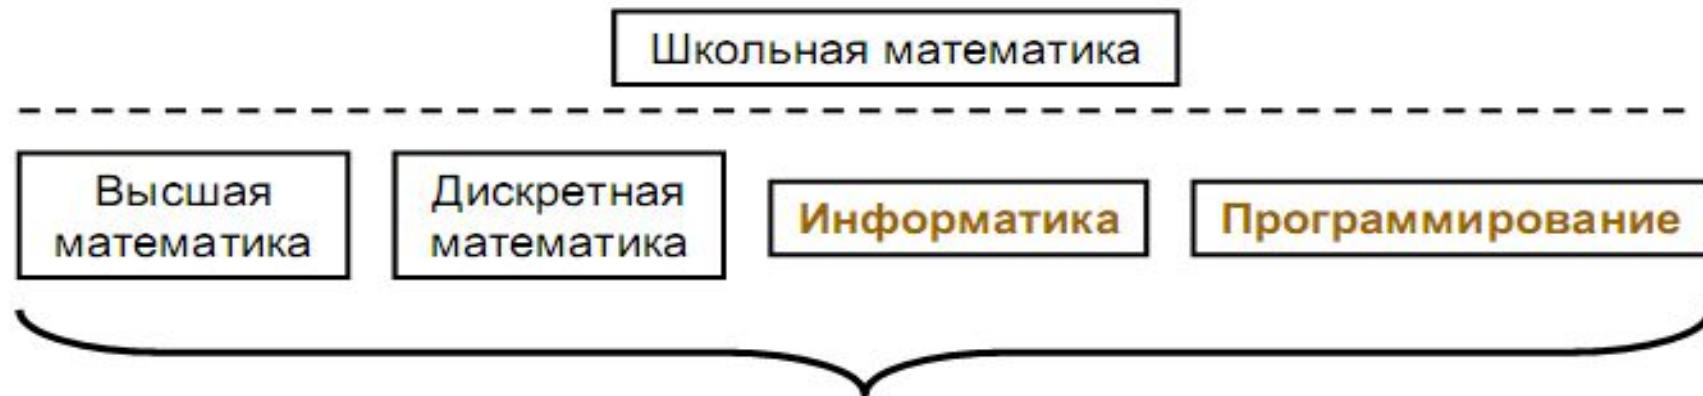 Школьная математика
Высшая
математика
Дискретная
математика
Информатика
Программирование